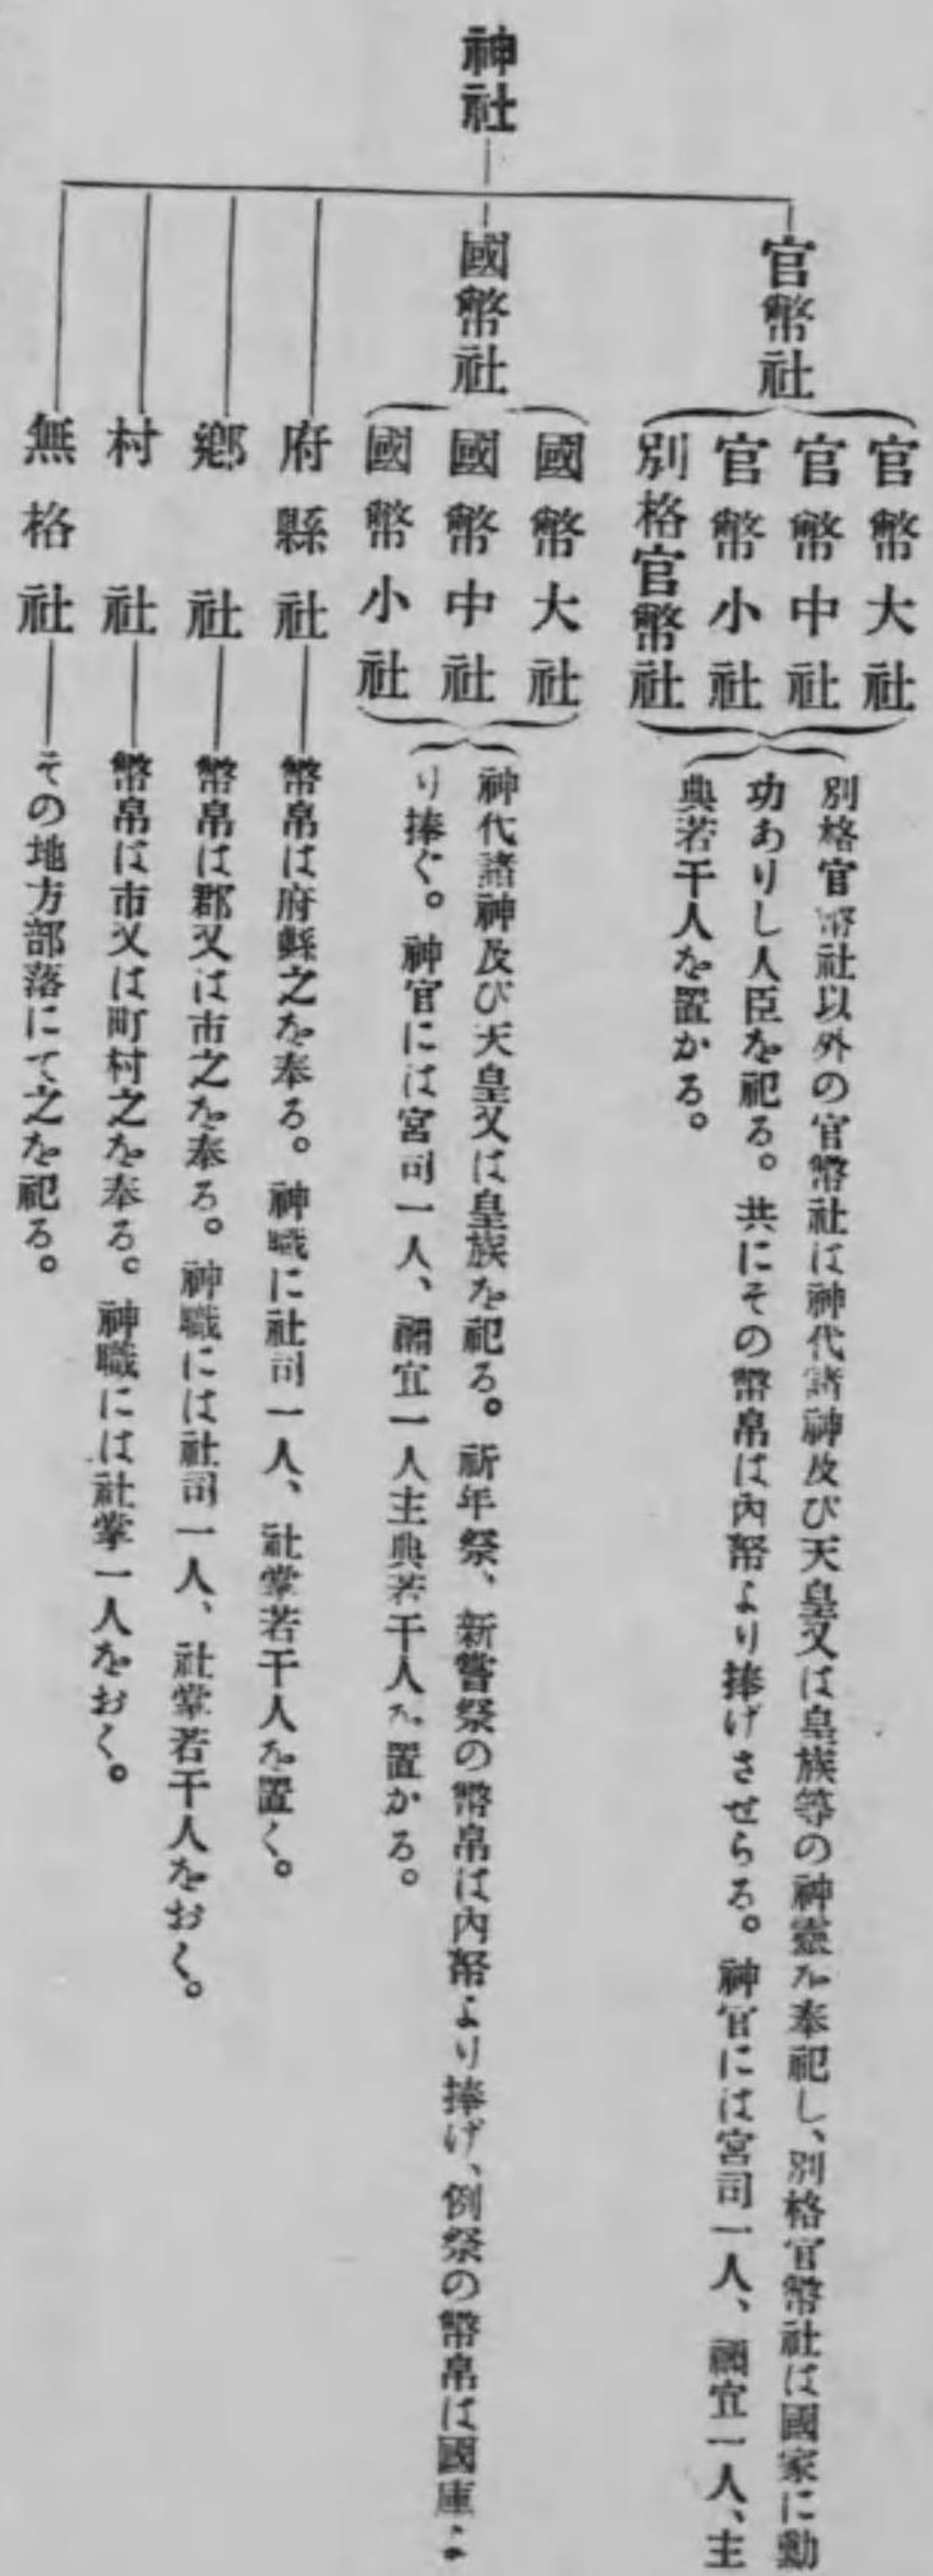 神社
官幣社
官幣大社
官幣中社
官幣小社
別格官幣社
別格官幣社以外の官幣社は神代諸神及び天皇又は皇族等の神靈を奉祀し、別格官幣社は國家に勳
功ありし人臣を祀る。共にその幣帛は內帑より捧げさせらる。神官には宮司一人、禰宜一人、主
典若干人を置かる。
國幣社
國幣大社
國幣中社
國幣小社
神代諸神及び天皇又は皇族を祀る。祈年祭、新嘗祭の幣帛は內帑より捧げ、例祭の幣帛は國庫よ
り捧ぐ。神官には宮司一人、禰宜一人主典若干人を置かる。
府縣社
幣帛は府縣之を奉る。神職に社司一人、社掌若干人を置く。
鄕社
幣帛は郡又は市之を奉る。神職には社司一人、社掌若干人をおく。
村社
幣帛は市又は町村之を奉る。神職には社掌一人をおく。
無格社
その地方部落にて之を祀る。